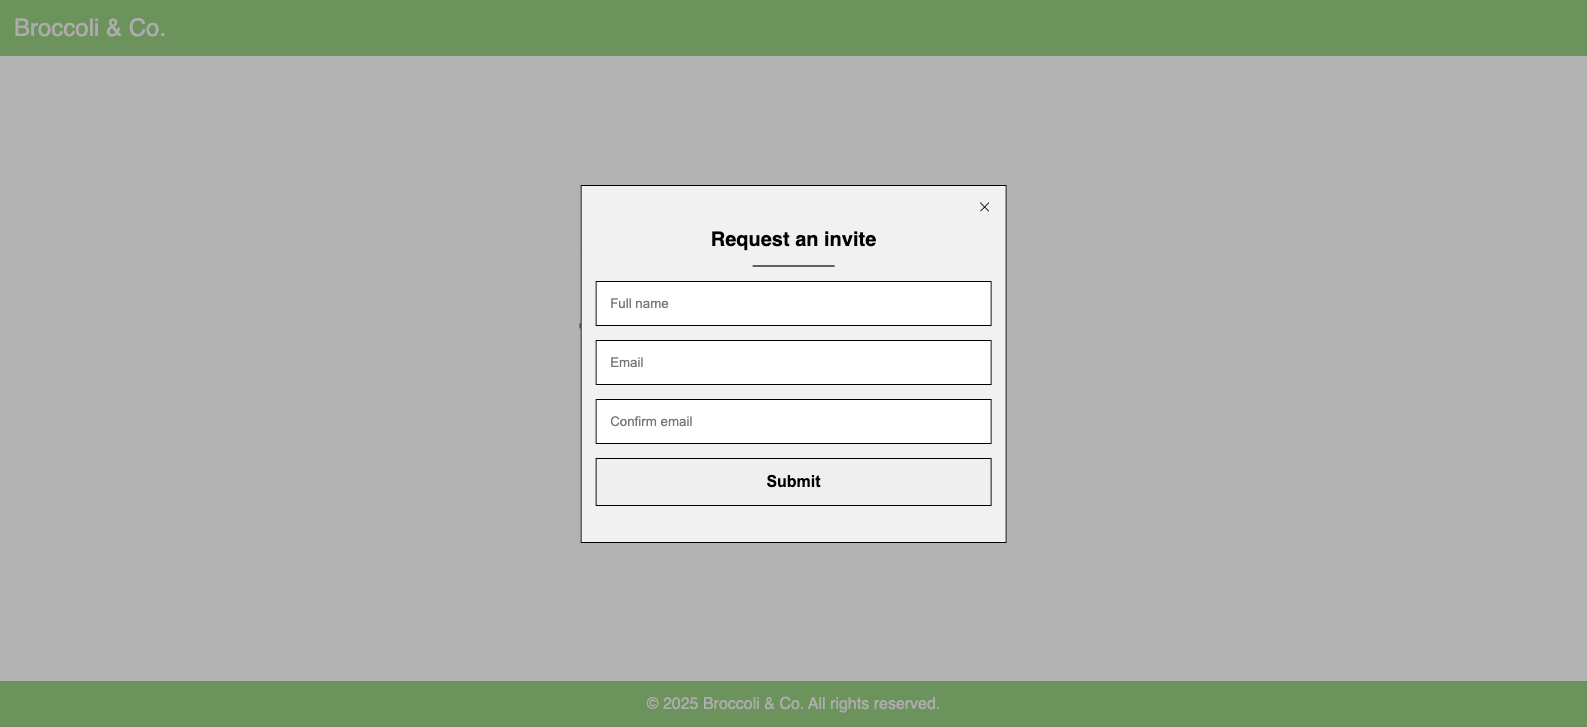 Broccoli & Co.
Request an invite
Full name
Email
Confirm email
Submit
© 2025 Broccoli & Co. All rights reserved.